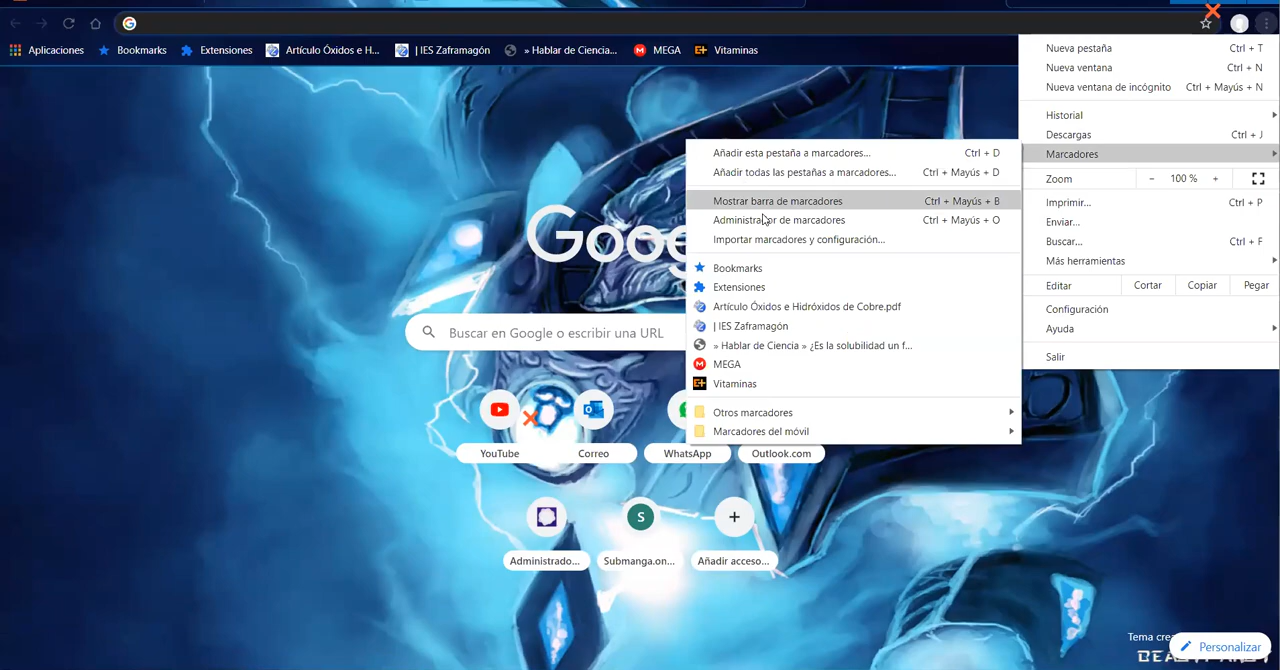 Aplicaciones Bookmarks Extensiones Artículo Óxidos e H... | IES Zaframagón » Hablar de Ciencia... MEGA Vitaminas
Nueva pestaña Ctrl + T
Nueva ventana Ctrl + N
Nueva ventana de incógnito Ctrl + Mayús + N
Historial
Descargas Ctrl + J
Marcadores
Zoom - 100 % +
Imprimir... Ctrl + P
Enviar...
Buscar... Ctrl + F
Más herramientas
Editar Cortar Copiar Pegar
Configuración
Ayuda
Salir
Añadir esta pestaña a marcadores... Ctrl + D
Añadir todas las pestañas a marcadores... Ctrl + Mayús + D
Mostrar barra de marcadores Ctrl + Mayús + B
Administrador de marcadores Ctrl + Mayús + O
Importar marcadores y configuración...
Bookmarks
Extensiones
Artículo Óxidos e Hidróxidos de Cobre.pdf
| IES Zaframagón
» Hablar de Ciencia » ¿Es la solubilidad un f...
MEGA
Vitaminas
Otros marcadores
Marcadores del móvil
Buscar en Google o escribir una URL
YouTube Correo WhatsApp Outlook.com
S
Administrado... Submanga.on... Añadir acceso...
Tema
Personalizar